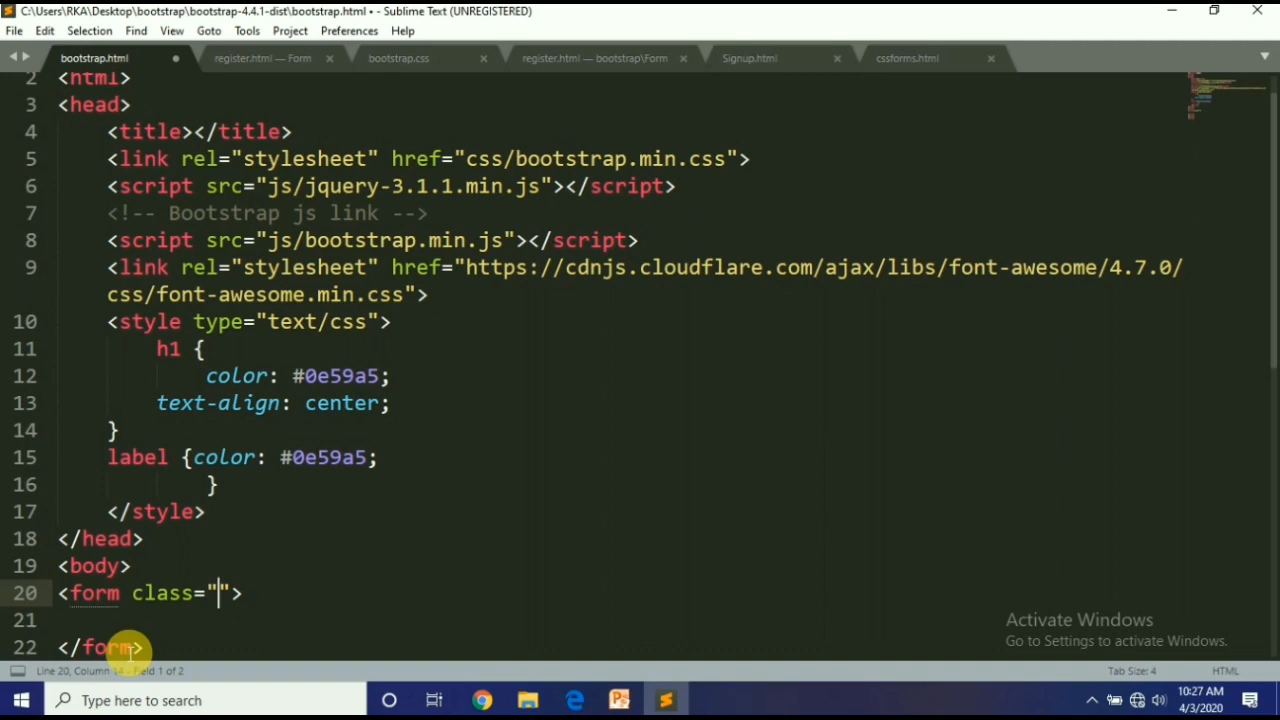 C:\Users\RKA\Desktop\bootstrap\bootstrap-4.4.1-dist\bootstrap.html • - Sublime Text (UNREGISTERED)
File Edit Selection Find View Goto Tools Project Preferences Help
bootstrap.html register.html — Form bootstrap.css register.html — bootstrap\Form Signup.html cssforms.html
2 <html>
3 <head>
4 <title></title>
5 <link rel="stylesheet" href="css/bootstrap.min.css">
6 <script src="js/jquery-3.1.1.min.js"></script>
7 <!-- Bootstrap js link -->
8 <script src="js/bootstrap.min.js"></script>
9 <link rel="stylesheet" href="https://cdnjs.cloudflare.com/ajax/libs/font-awesome/4.7.0/
css/font-awesome.min.css">
10 <style type="text/css">
11 h1 {
12 color: #0e59a5;
13 text-align: center;
14 }
15 label {color: #0e59a5;
16 }
17 </style>
18 </head>
19 <body>
20 <form class="">
21
22 </form>
Activate Windows
Go to Settings to activate Windows.
Line 20, Column 14 - Field 1 of 2 Tab Size: 4 HTML
Type here to search 10:27 AM
4/3/2020